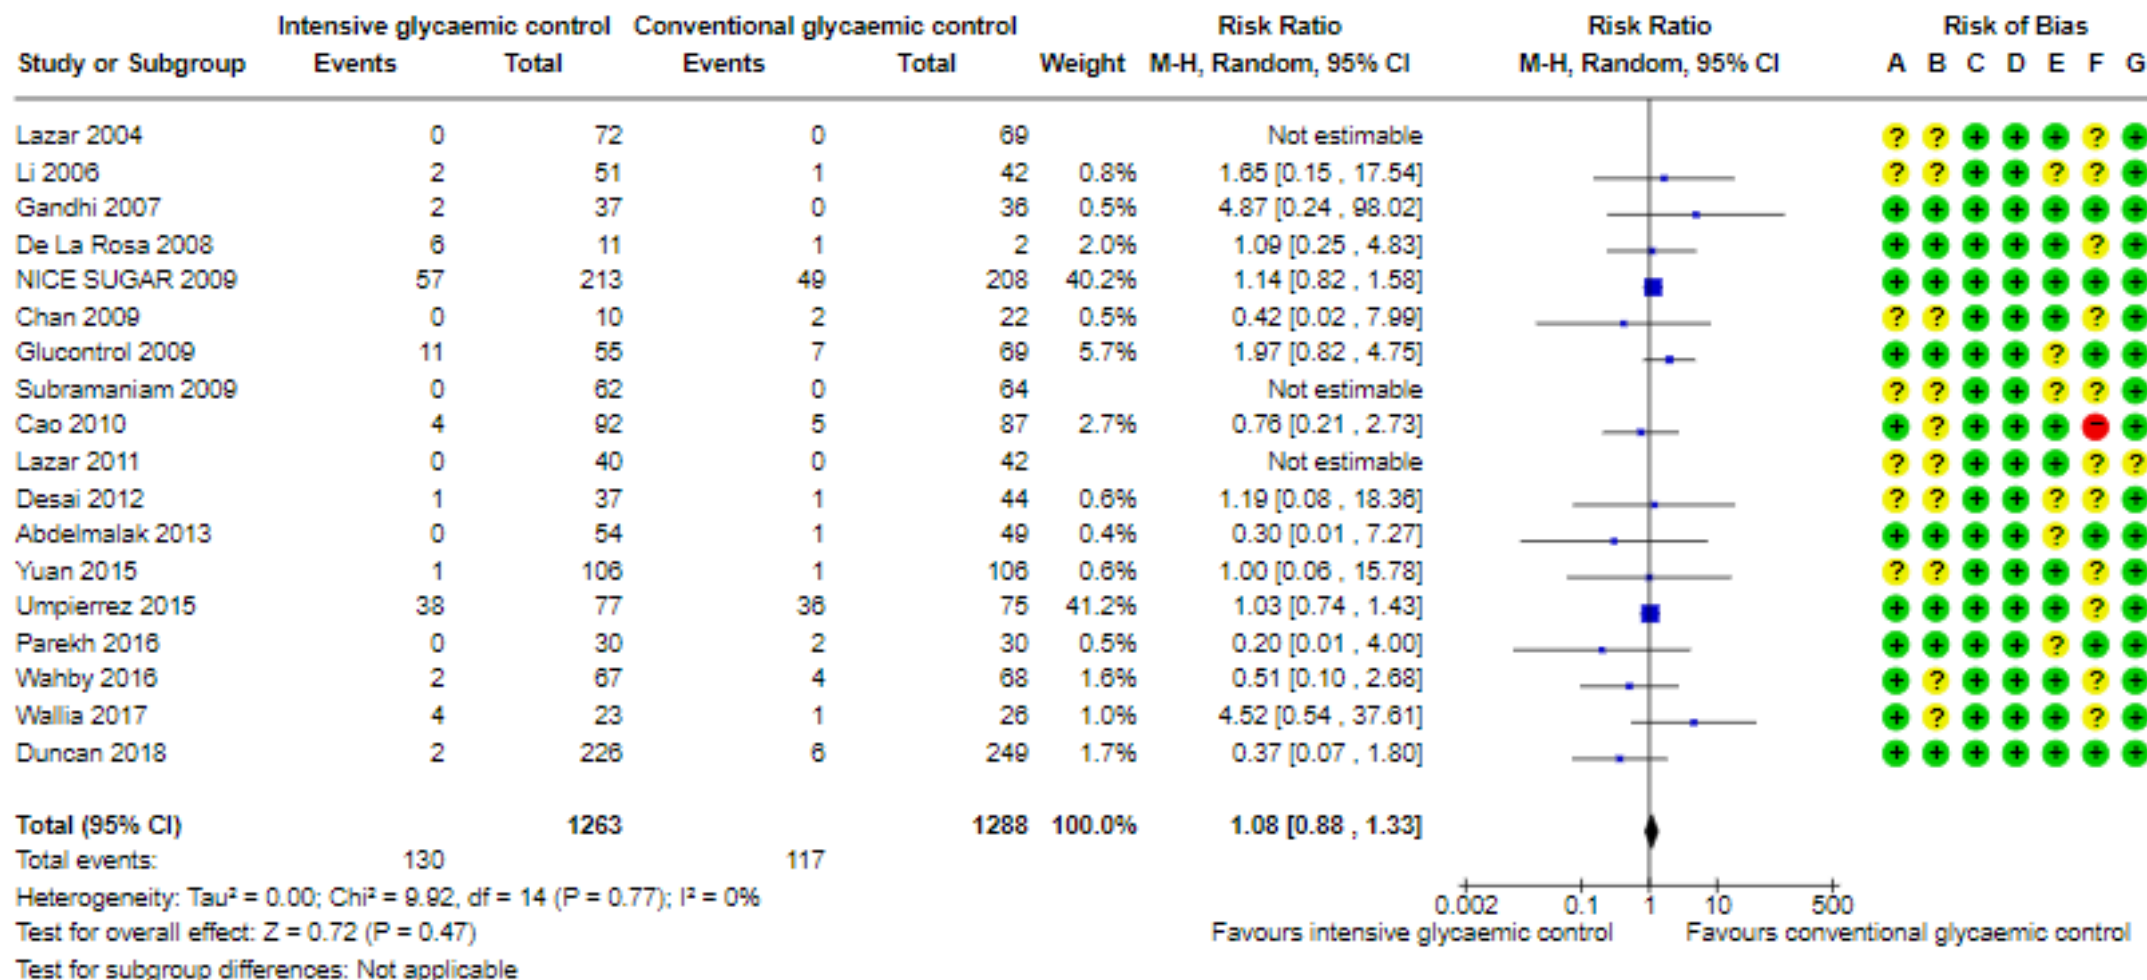 Intensive glycaemic control Conventional glycaemic control Risk Ratio Risk Ratio Risk of Bias
Study or Subgroup Events Total Events Total Weight M-H, Random, 95% CI M-H, Random, 95% CI A B C D E F G
Lazar 2004 0 72 0 69 Not estimable ? ? + + + ? +
Li 2006 2 51 1 42 0.8% 1.65 [0.15 , 17.54] ? ? + + ? ? +
Gandhi 2007 2 37 0 36 0.5% 4.87 [0.24 , 98.02] + + + + + + +
De La Rosa 2008 6 11 1 2 2.0% 1.09 [0.25 , 4.83] + + + + + ? +
NICE SUGAR 2009 57 213 49 208 40.2% 1.14 [0.82 , 1.58] + + + + + + +
Chan 2009 0 10 2 22 0.5% 0.42 [0.02 , 7.99] ? ? + + + ? +
Glucontrol 2009 11 55 7 69 5.7% 1.97 [0.82 , 4.75] + + + + ? + +
Subramaniam 2009 0 62 0 64 Not estimable ? ? + + ? ? +
Cao 2010 4 92 5 87 2.7% 0.76 [0.21 , 2.73] + ? + + + − +
Lazar 2011 0 40 0 42 Not estimable ? ? + + + ? ?
Desai 2012 1 37 1 44 0.6% 1.19 [0.08 , 18.36] ? ? + + ? ? +
Abdelmalak 2013 0 54 1 49 0.4% 0.30 [0.01 , 7.27] + + + + ? + +
Yuan 2015 1 106 1 106 0.6% 1.00 [0.06 , 15.78] ? ? + + + ? +
Umpierrez 2015 38 77 36 75 41.2% 1.03 [0.74 , 1.43] + + + + + ? +
Parekh 2016 0 30 2 30 0.5% 0.20 [0.01 , 4.00] + + + + ? + +
Wahby 2016 2 67 4 68 1.6% 0.51 [0.10 , 2.68] + ? + + + ? +
Wallia 2017 4 23 1 26 1.0% 4.52 [0.54 , 37.61] + ? + + + ? +
Duncan 2018 2 226 6 249 1.7% 0.37 [0.07 , 1.80] + + + + + + +
Total (95% CI) 1263 1288 100.0% 1.08 [0.88 , 1.33]
Total events: 130 117
Heterogeneity: Tau² = 0.00; Chi² = 9.92, df = 14 (P = 0.77); I² = 0%
0.002 0.1 1 10 500
Test for overall effect: Z = 0.72 (P = 0.47) Favours intensive glycaemic control Favours conventional glycaemic control
Test for subgroup differences: Not applicable